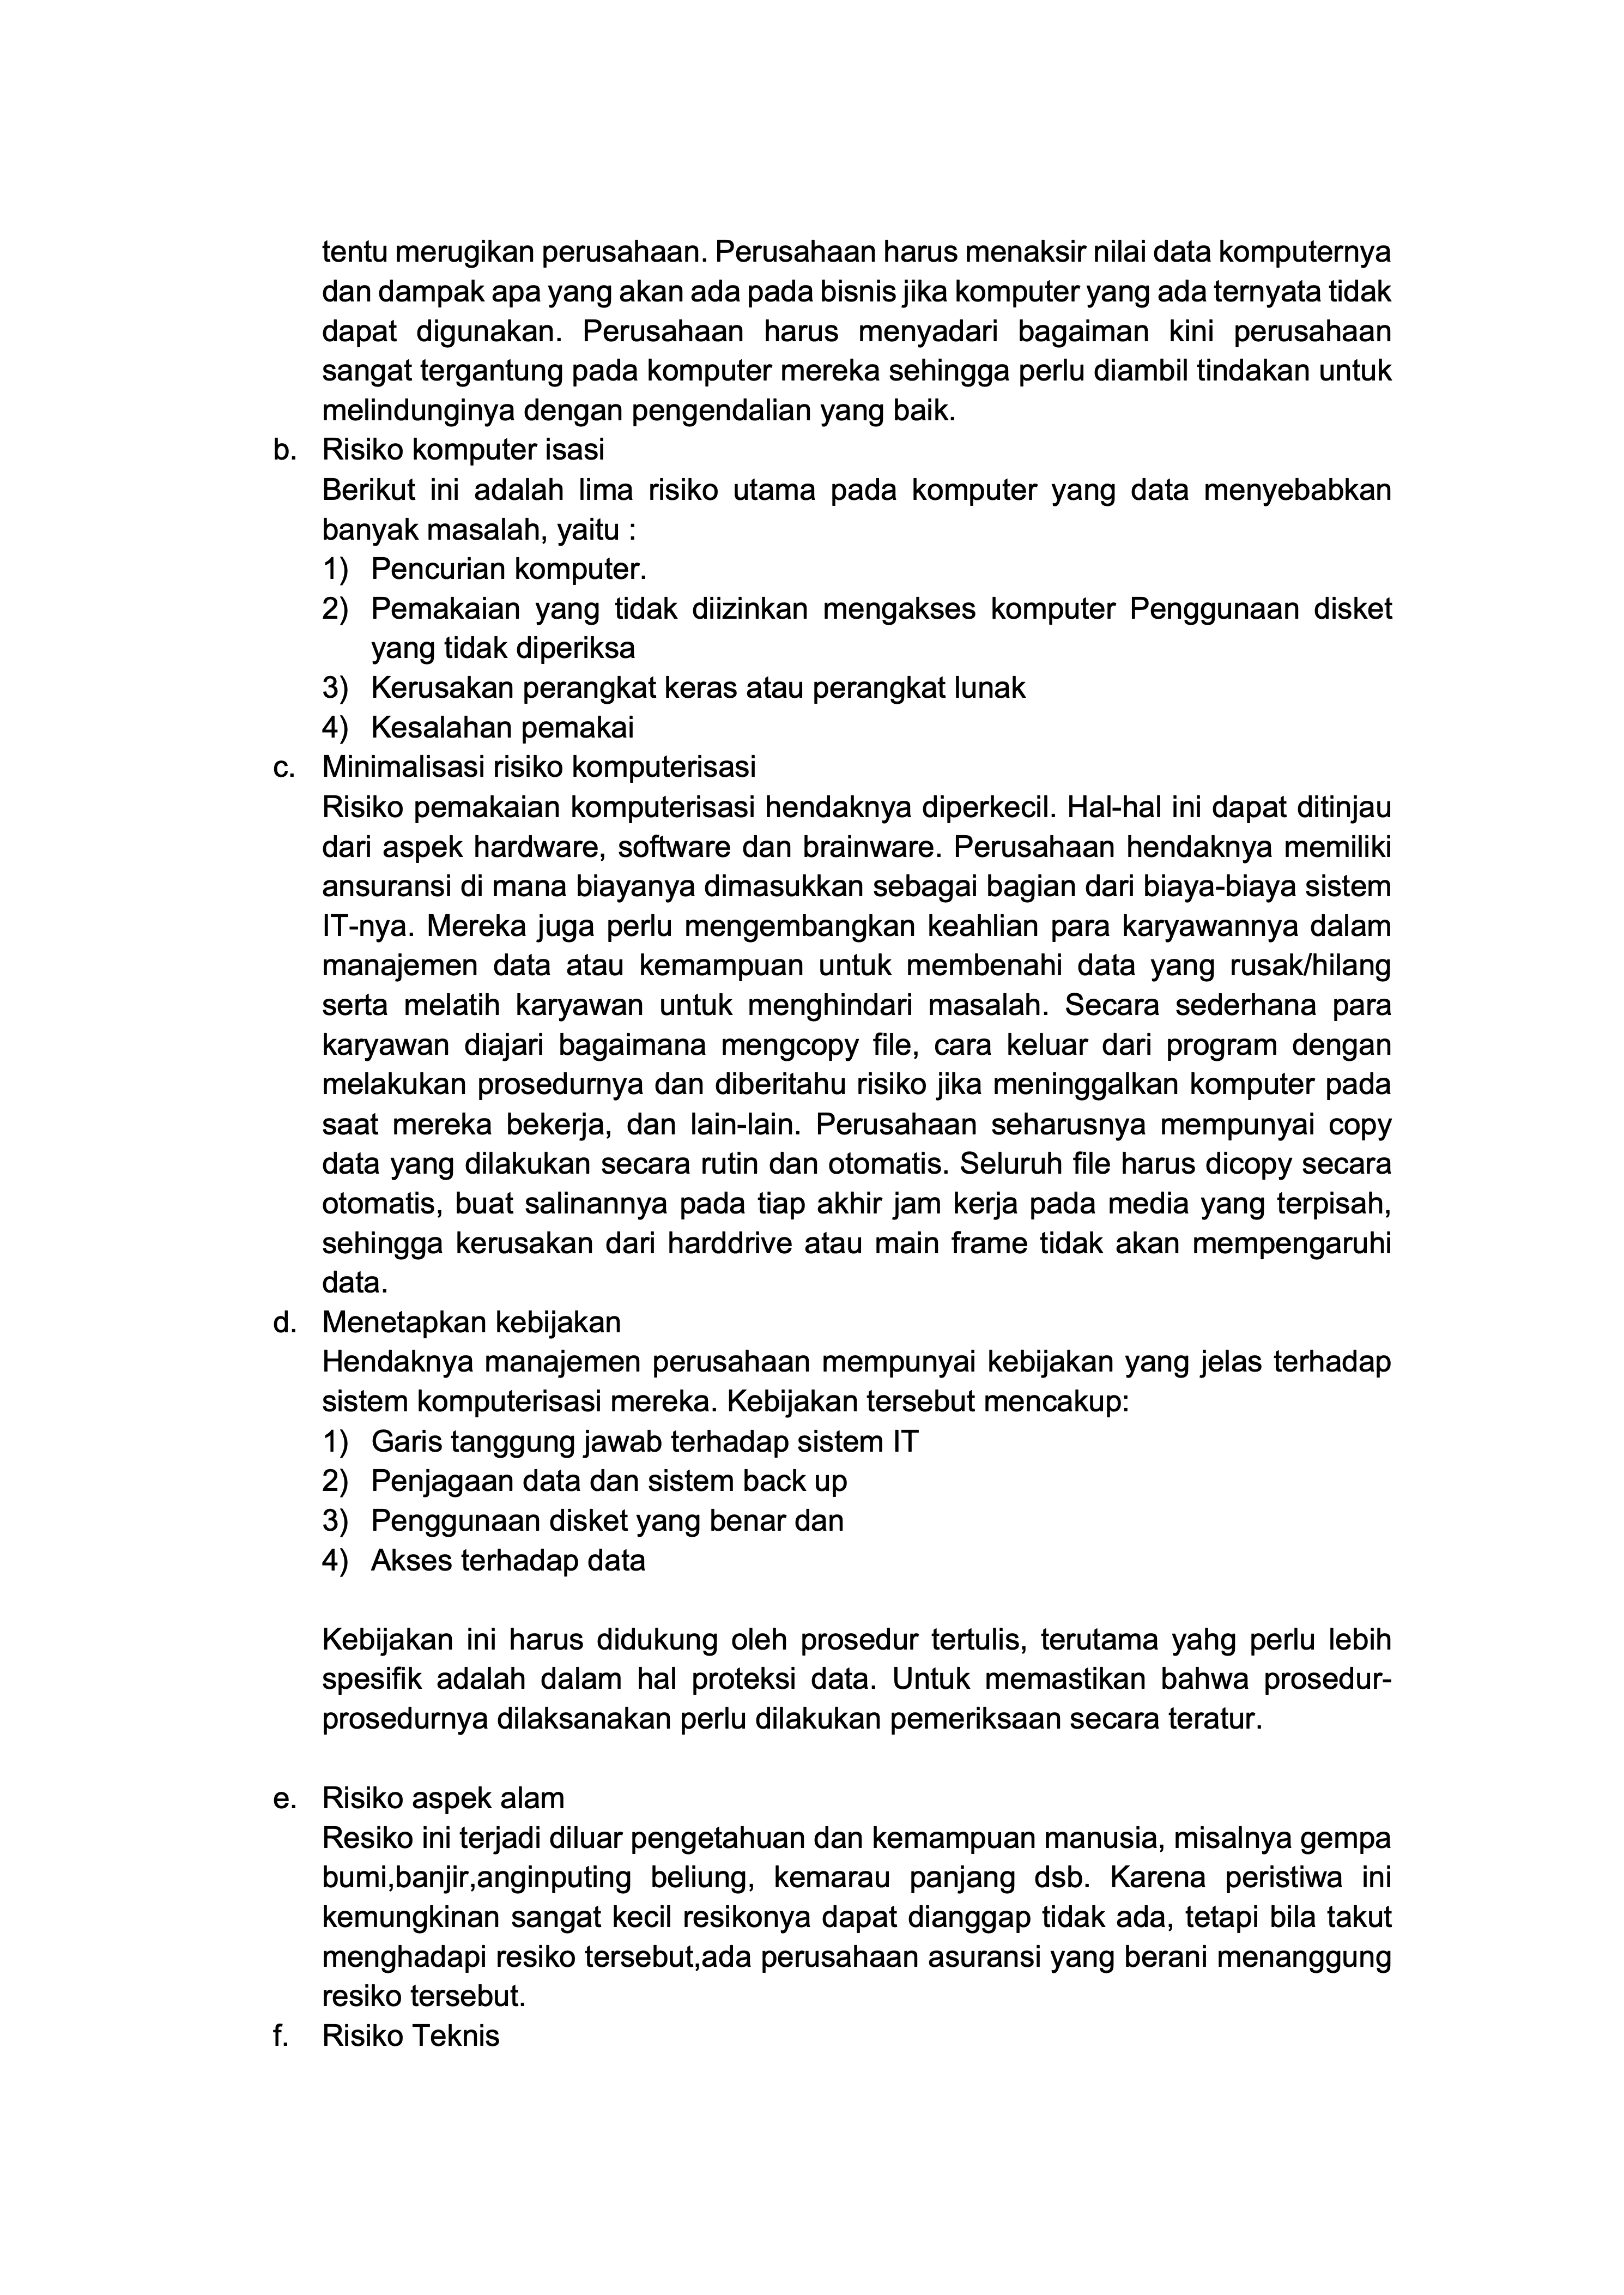 tentu merugikan perusahaan. Perusahaan harus menaksir nilai data komputernya
dan dampak apa yang akan ada pada bisnis jika komputer yang ada ternyata tidak
dapat digunakan. Perusahaan harus menyadari bagaiman kini perusahaan
sangat tergantung pada komputer mereka sehingga perlu diambil tindakan untuk
melindunginya dengan pengendalian yang baik.
b. Risiko komputer isasi
Berikut ini adalah lima risiko utama pada komputer yang data menyebabkan
banyak masalah, yaitu :
1) Pencurian komputer.
2) Pemakaian yang tidak diizinkan mengakses komputer Penggunaan disket
yang tidak diperiksa
3) Kerusakan perangkat keras atau perangkat lunak
4) Kesalahan pemakai
c. Minimalisasi risiko komputerisasi
Risiko pemakaian komputerisasi hendaknya diperkecil. Hal-hal ini dapat ditinjau
dari aspek hardware, software dan brainware. Perusahaan hendaknya memiliki
ansuransi di mana biayanya dimasukkan sebagai bagian dari biaya-biaya sistem
IT-nya. Mereka juga perlu mengembangkan keahlian para karyawannya dalam
manajemen data atau kemampuan untuk membenahi data yang rusak/hilang
serta melatih karyawan untuk menghindari masalah. Secara sederhana para
karyawan diajari bagaimana mengcopy file, cara keluar dari program dengan
melakukan prosedurnya dan diberitahu risiko jika meninggalkan komputer pada
saat mereka bekerja, dan lain-lain. Perusahaan seharusnya mempunyai copy
data yang dilakukan secara rutin dan otomatis. Seluruh file harus dicopy secara
otomatis, buat salinannya pada tiap akhir jam kerja pada media yang terpisah,
sehingga kerusakan dari harddrive atau main frame tidak akan mempengaruhi
data.
d. Menetapkan kebijakan
Hendaknya manajemen perusahaan mempunyai kebijakan yang jelas terhadap
sistem komputerisasi mereka. Kebijakan tersebut mencakup:
1) Garis tanggung jawab terhadap sistem IT
2) Penjagaan data dan sistem back up
3) Penggunaan disket yang benar dan
4) Akses terhadap data
Kebijakan ini harus didukung oleh prosedur tertulis, terutama yahg perlu lebih
spesifik adalah dalam hal proteksi data. Untuk memastikan bahwa prosedur-
prosedurnya dilaksanakan perlu dilakukan pemeriksaan secara teratur.
e. Risiko aspek alam
Resiko ini terjadi diluar pengetahuan dan kemampuan manusia, misalnya gempa
bumi,banjir,anginputing beliung, kemarau panjang dsb. Karena peristiwa ini
kemungkinan sangat kecil resikonya dapat dianggap tidak ada, tetapi bila takut
menghadapi resiko tersebut,ada perusahaan asuransi yang berani menanggung
resiko tersebut.
f. Risiko Teknis